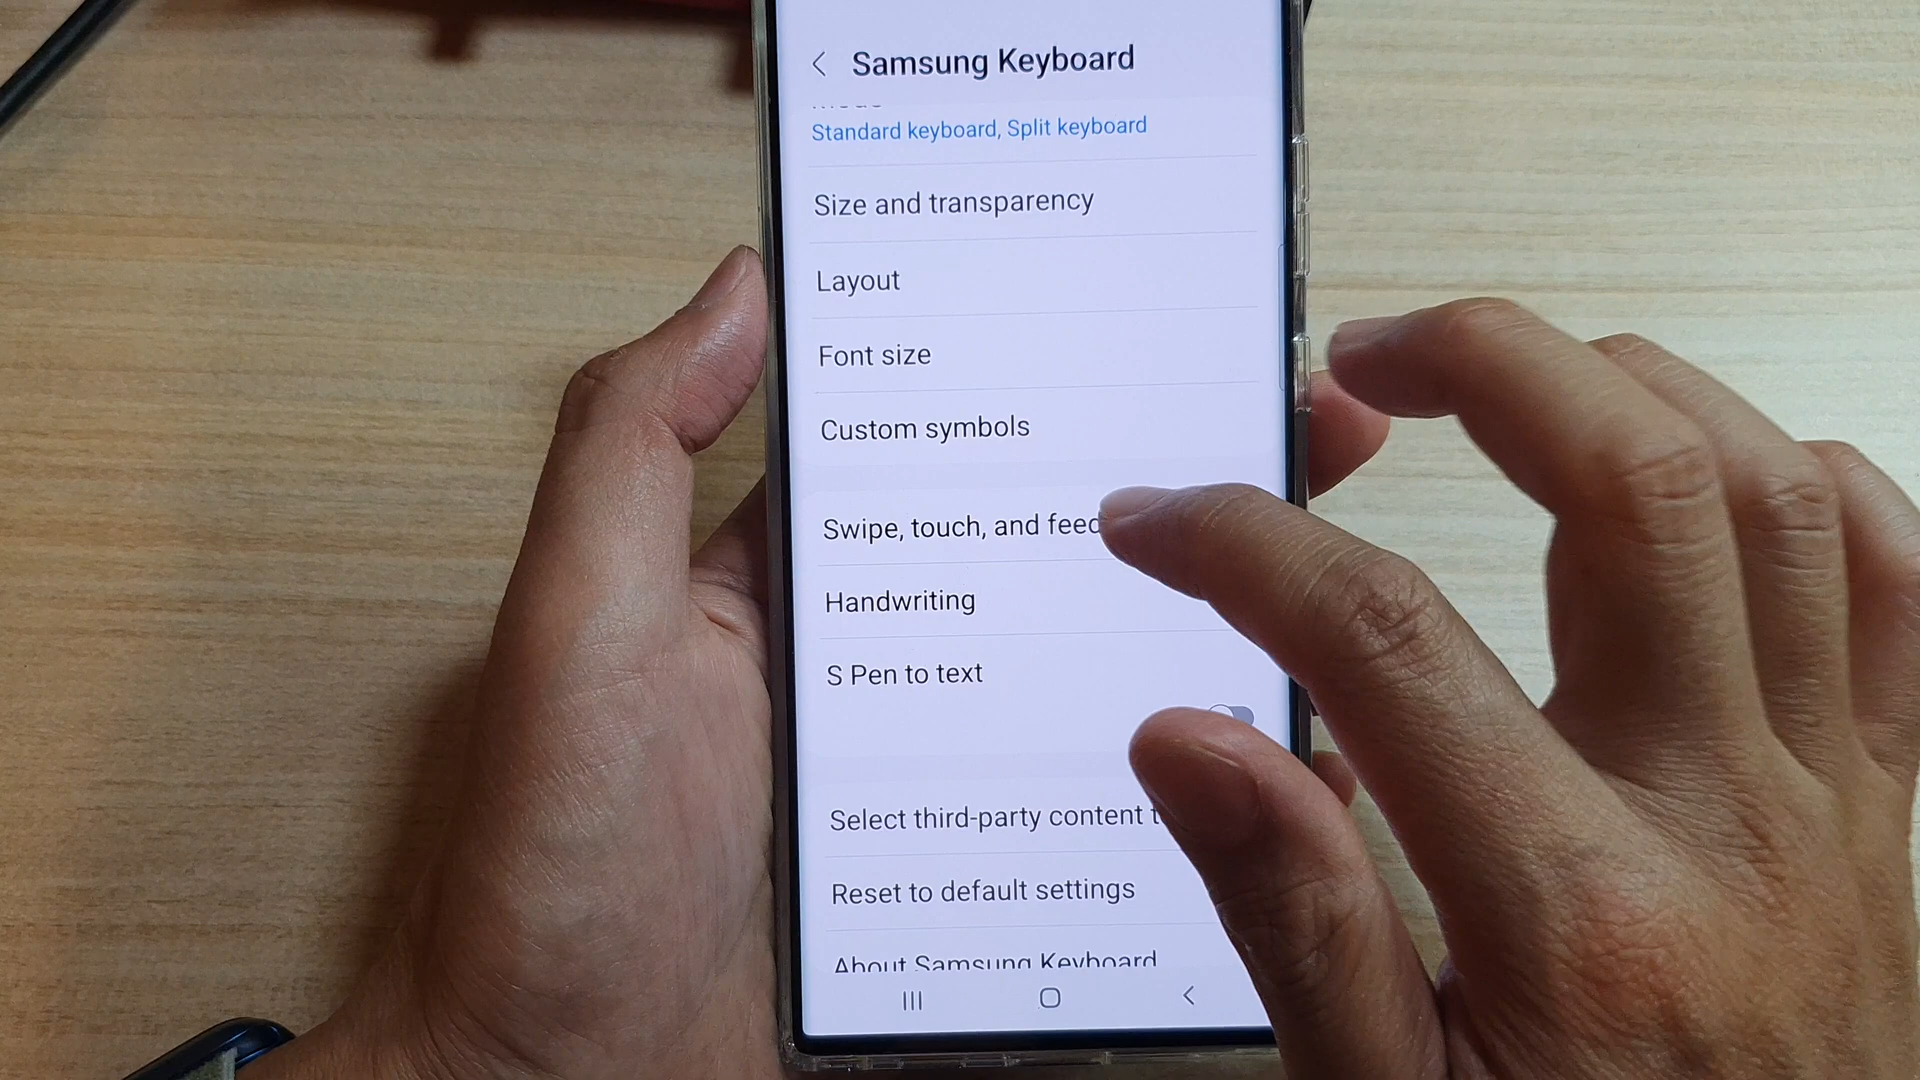 Samsung Keyboard
Standard keyboard, Split keyboard
Size and transparency
Layout
Font size
Custom symbols
Swipe, touch, and feed
Handwriting
S Pen to text
Select third-party content t
Reset to default settings
About Samsung Keyboard